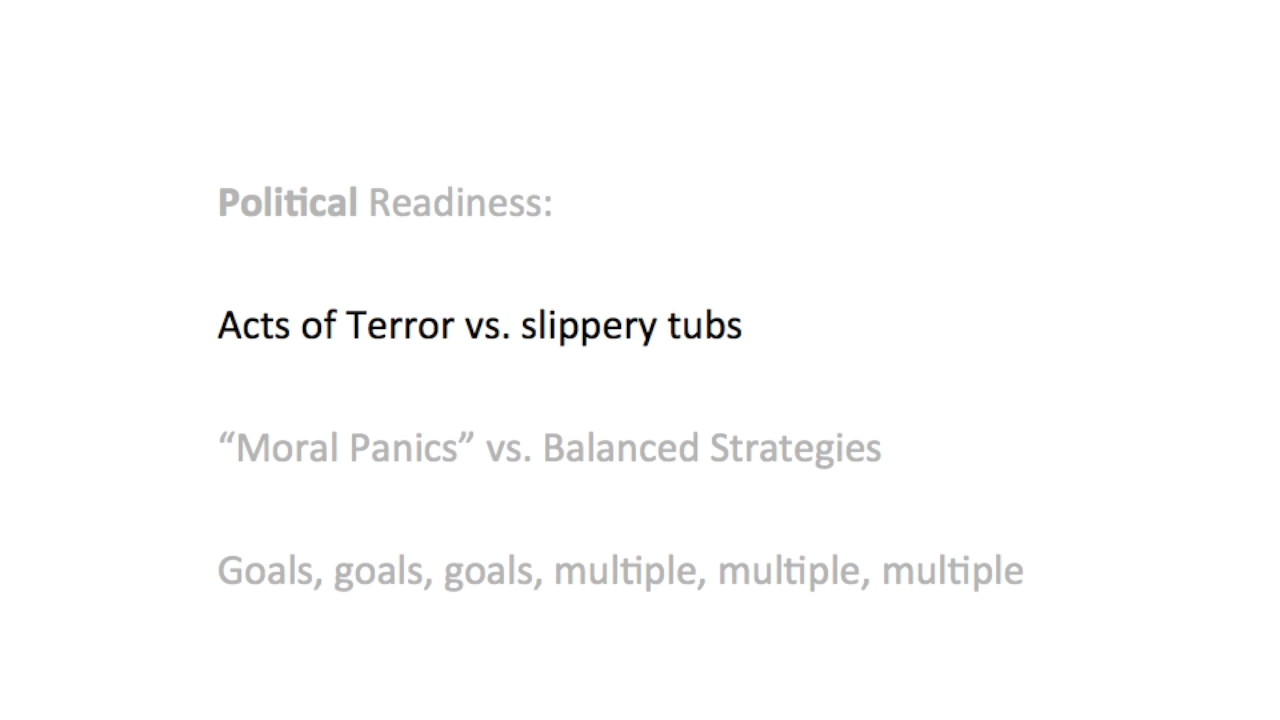 Political Readiness:
Acts of Terror vs. slippery tubs
“Moral Panics” vs. Balanced Strategies
Goals, goals, goals, multiple, multiple, multiple